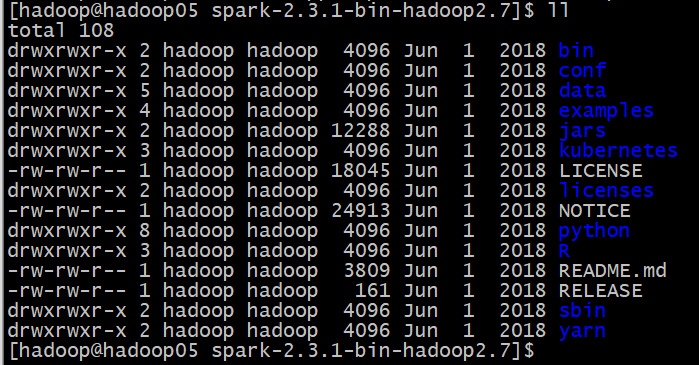 [hadoop@hadoop05 spark-2.3.1-bin-hadoop2.7]$ ll
total 108
drwxrwxr-x 2 hadoop hadoop  4096 Jun  1  2018 bin
drwxrwxr-x 2 hadoop hadoop  4096 Jun  1  2018 conf
drwxrwxr-x 5 hadoop hadoop  4096 Jun  1  2018 data
drwxrwxr-x 4 hadoop hadoop  4096 Jun  1  2018 examples
drwxrwxr-x 2 hadoop hadoop 12288 Jun  1  2018 jars
drwxrwxr-x 3 hadoop hadoop  4096 Jun  1  2018 kubernetes
-rw-rw-r-- 1 hadoop hadoop 18045 Jun  1  2018 LICENSE
drwxrwxr-x 2 hadoop hadoop  4096 Jun  1  2018 licenses
-rw-rw-r-- 1 hadoop hadoop 24913 Jun  1  2018 NOTICE
drwxrwxr-x 8 hadoop hadoop  4096 Jun  1  2018 python
drwxrwxr-x 3 hadoop hadoop  4096 Jun  1  2018 R
-rw-rw-r-- 1 hadoop hadoop  3809 Jun  1  2018 README.md
-rw-rw-r-- 1 hadoop hadoop   161 Jun  1  2018 RELEASE
drwxrwxr-x 2 hadoop hadoop  4096 Jun  1  2018 sbin
drwxrwxr-x 2 hadoop hadoop  4096 Jun  1  2018 yarn
[hadoop@hadoop05 spark-2.3.1-bin-hadoop2.7]$